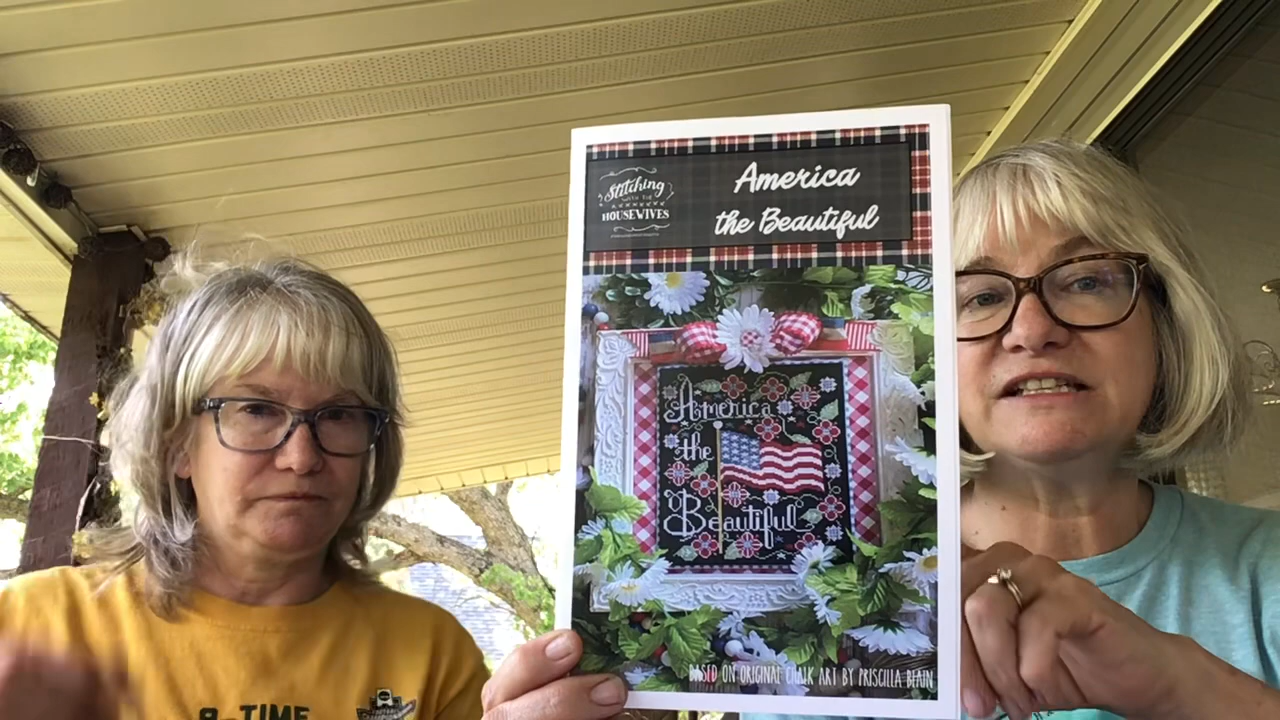 Stitching
WITH THE
HOUSEWIVES
America
the Beautiful
America
the
Beautiful
BASED ON ORIGINAL CHALK ART BY PRISCILLA BLAIN
8-TIME